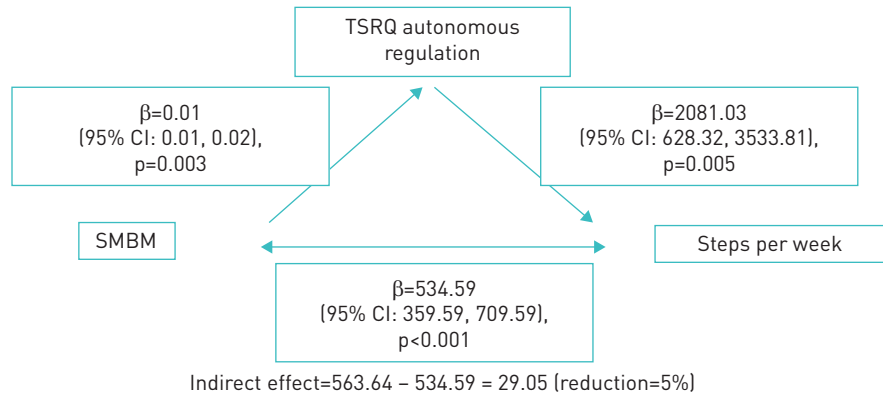 TSRQ autonomous
regulation
β=0.01
(95% CI: 0.01, 0.02),
p=0.003
β=2081.03
(95% CI: 628.32, 3533.81),
p=0.005
SMBM
Steps per week
β=534.59
(95% CI: 359.59, 709.59),
p<0.001
Indirect effect=563.64 – 534.59 = 29.05 (reduction=5%)